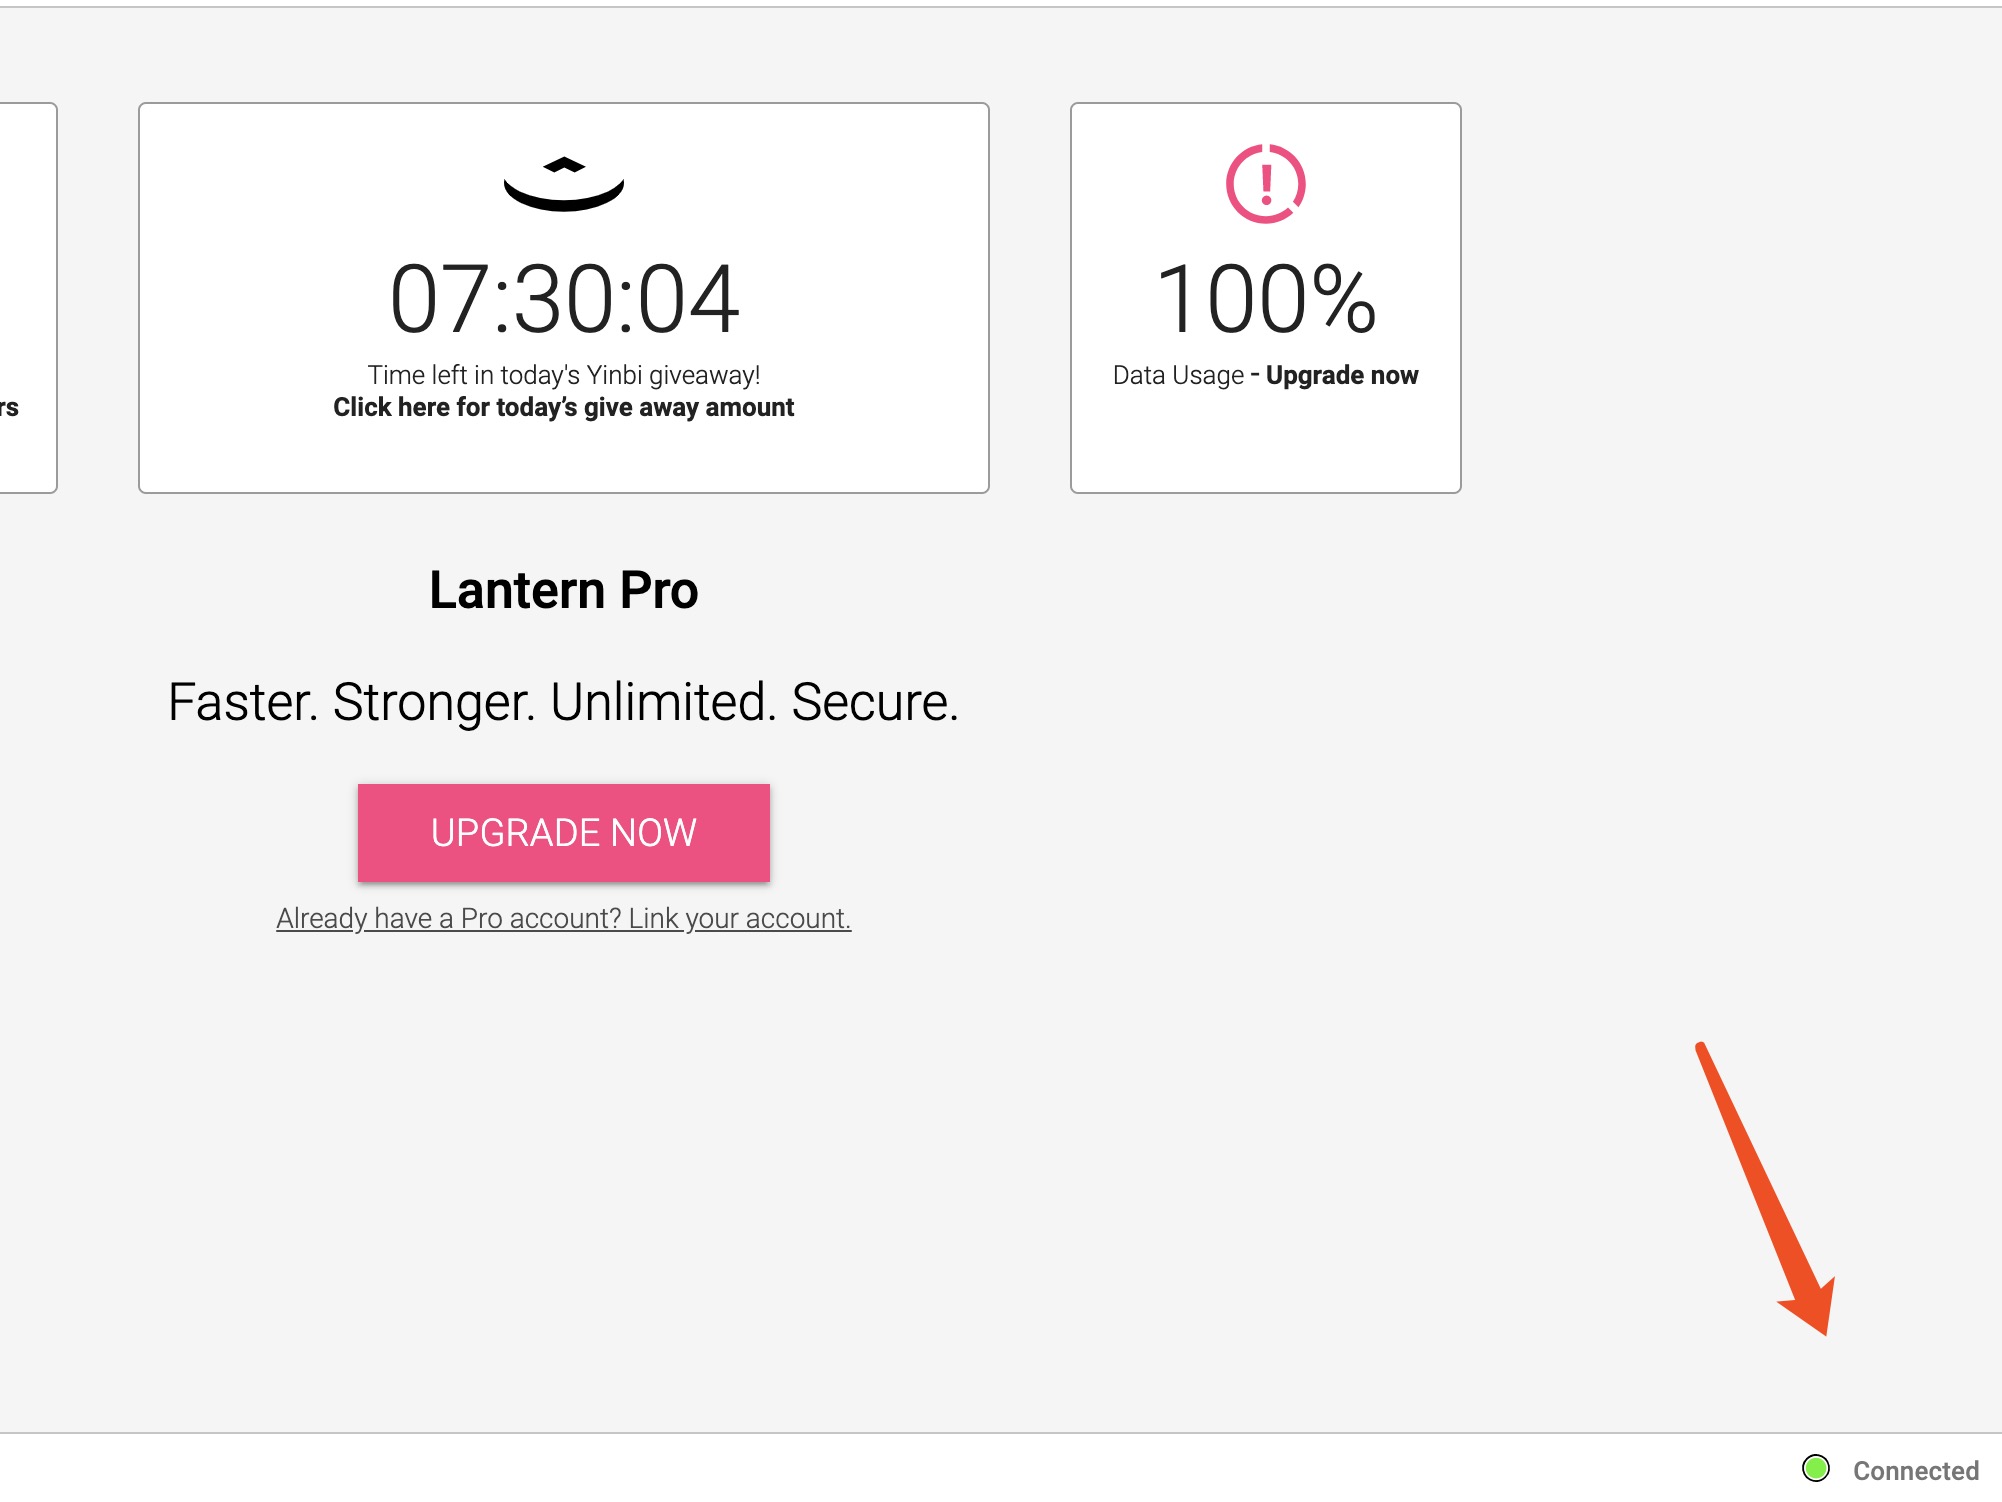 rs
07:30:04
Time left in today's Yinbi giveaway!
Click here for today’s give away amount
100%
Data Usage - Upgrade now
Lantern Pro
Faster. Stronger. Unlimited. Secure.
UPGRADE NOW
Already have a Pro account? Link your account.
Connected